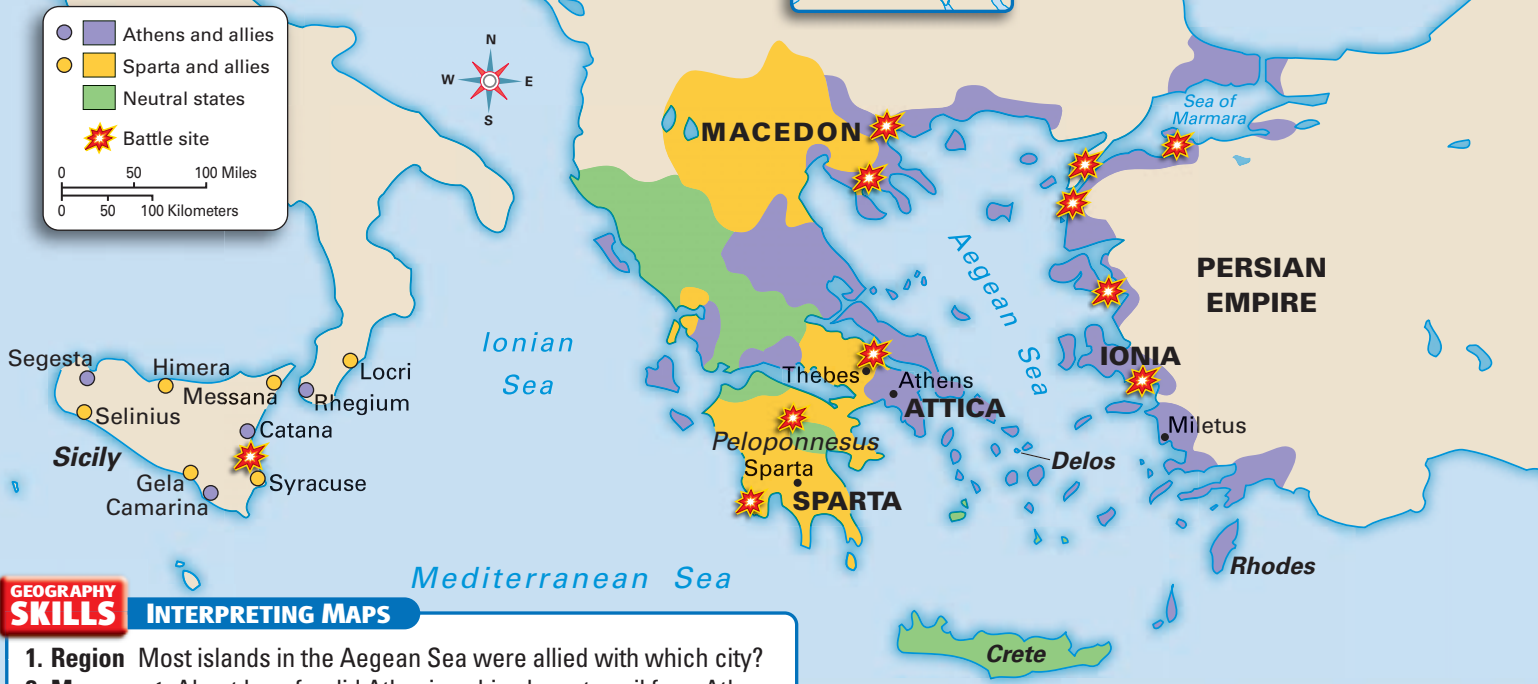 Athens and allies
Sparta and allies
Neutral states
Battle site
0 50 100 Miles
0 50 100 Kilometers
N
W E
S
MACEDON
Sea of
Marmara
Aegean Sea
PERSIAN
EMPIRE
Ionian
Sea
IONIA
Segesta
Himera
Messana
Locri
Rhegium
Selinius
Catana
Sicily
Gela
Camarina
Syracuse
Thebes
Athens
ATTICA
Peloponnesus
Sparta
SPARTA
Miletus
Delos
Rhodes
Mediterranean Sea
Crete
GEOGRAPHY
SKILLS
INTERPRETING MAPS
1. Region Most islands in the Aegean Sea were allied with which city?